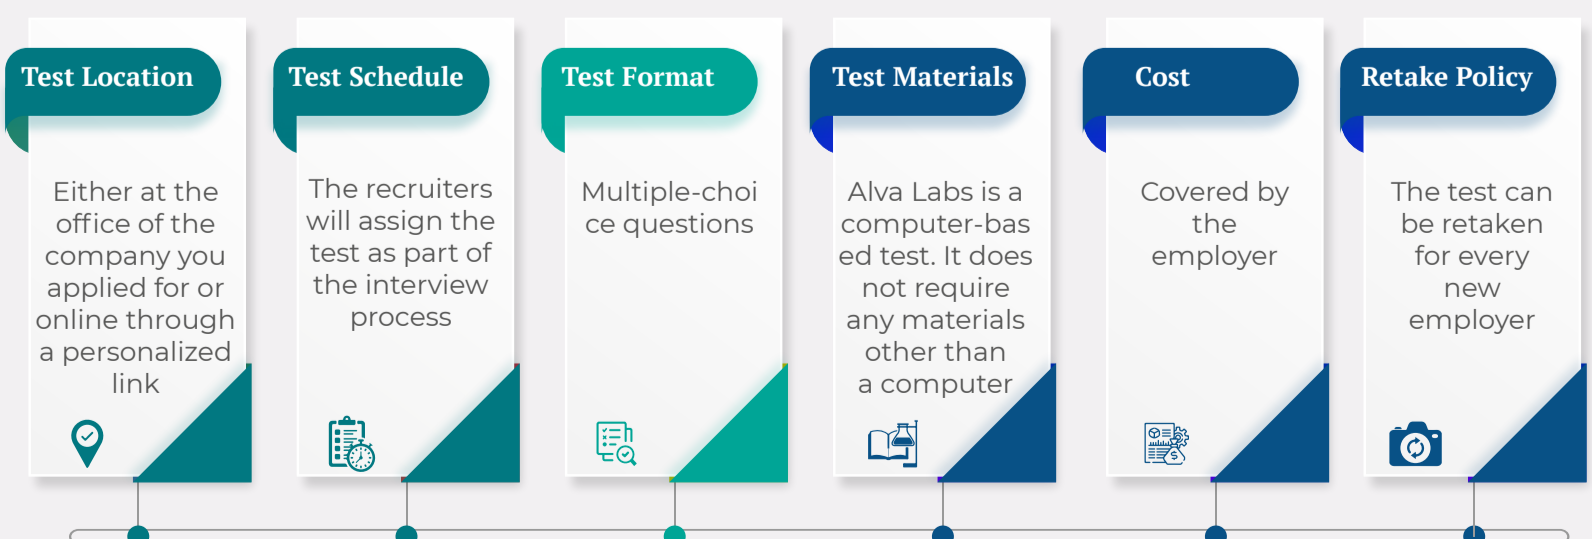 Test Location
Either at the
office of the
company you
applied for or
online through
a personalized
link
Test Schedule
The recruiters
will assign the
test as part of
the interview
process
Test Format
Multiple-choi
ce questions
Test Materials
Alva Labs is a
computer-bas
ed test. It does
not require
any materials
other than
a computer
Cost
Covered by
the
employer
Retake Policy
The test can
be retaken
for every
new
employer